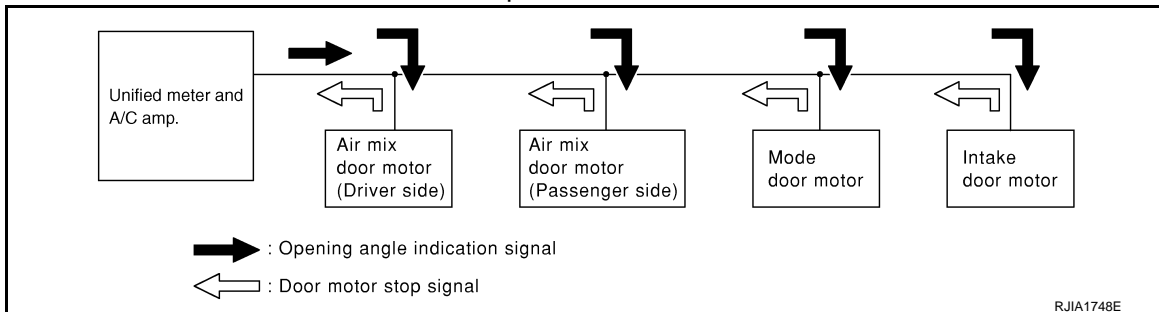 Unified meter and
A/C amp.
Air mix
door motor
(Driver side)
Air mix
door motor
(Passenger side)
Mode
door motor
Intake
door motor
: Opening angle indication signal
: Door motor stop signal
RJIA1748E